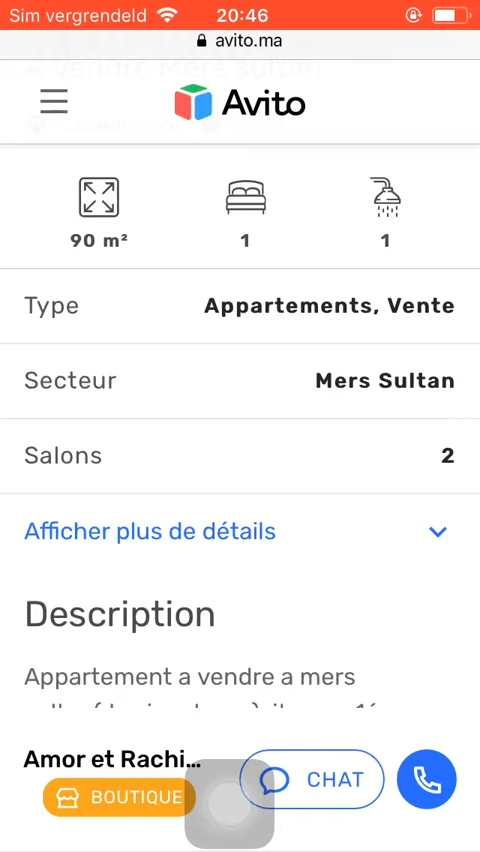 Sim vergrendeld 20:46
avito.ma
Avito
90 m² 1 1
Type Appartements, Vente
Secteur Mers Sultan
Salons 2
Afficher plus de détails
Description
Appartement a vendre a mers
Amor et Rachi...
BOUTIQUE
CHAT